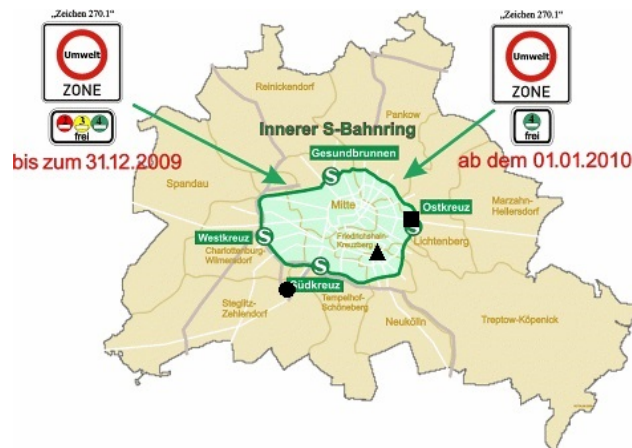 „Zeichen 270.1"
Umwelt
ZONE
2 3 4
frei
bis zum 31.12.2009
„Zeichen 270.1"
Umwelt
ZONE
4
frei
ab dem 01.01.2010
Reinickendorf
Pankow
Innerer S-Bahnring
Gesundbrunnen
S
Spandau
Mitte
Ostkreuz
S
Marzahn-
Hellersdorf
Westkreuz
S
Friedrichshain-
Kreuzberg
Lichtenberg
Charlottenburg-
Wilmersdorf
S
Südkreuz
Steglitz-
Zehlendorf
Tempelhof-
Schöneberg
Neukölln
Treptow-Köpenick